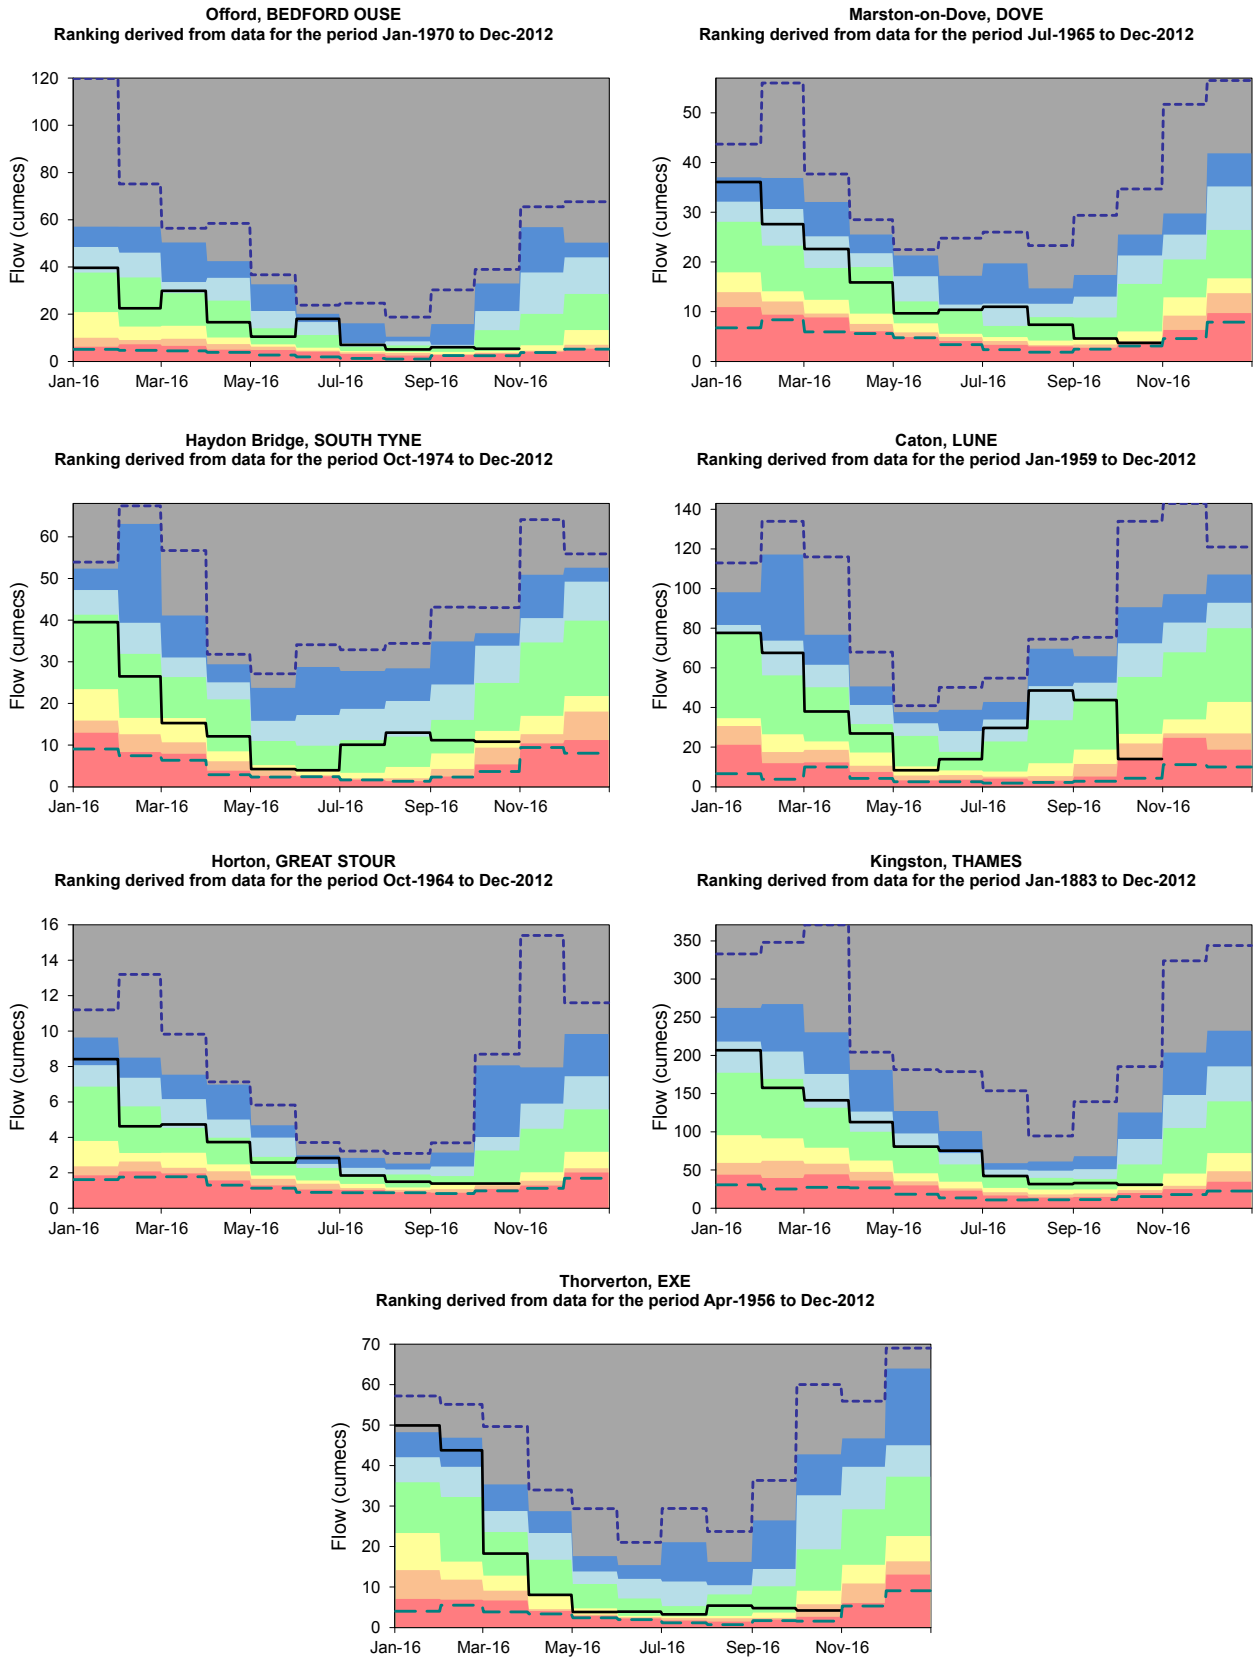 Offord, BEDFORD OUSE
Ranking derived from data for the period Jan-1970 to Dec-2012
Flow (cumecs)
120
100
80
60
40
20
0
Jan-16 Mar-16 May-16 Jul-16 Sep-16 Nov-16
Marston-on-Dove, DOVE
Ranking derived from data for the period Jul-1965 to Dec-2012
Flow (cumecs)
50
40
30
20
10
0
Jan-16 Mar-16 May-16 Jul-16 Sep-16 Nov-16
Haydon Bridge, SOUTH TYNE
Ranking derived from data for the period Oct-1974 to Dec-2012
Flow (cumecs)
60
50
40
30
20
10
0
Jan-16 Mar-16 May-16 Jul-16 Sep-16 Nov-16
Caton, LUNE
Ranking derived from data for the period Jan-1959 to Dec-2012
Flow (cumecs)
140
120
100
80
60
40
20
0
Jan-16 Mar-16 May-16 Jul-16 Sep-16 Nov-16
Horton, GREAT STOUR
Ranking derived from data for the period Oct-1964 to Dec-2012
Flow (cumecs)
16
14
12
10
8
6
4
2
0
Jan-16 Mar-16 May-16 Jul-16 Sep-16 Nov-16
Kingston, THAMES
Ranking derived from data for the period Jan-1883 to Dec-2012
Flow (cumecs)
350
300
250
200
150
100
50
0
Jan-16 Mar-16 May-16 Jul-16 Sep-16 Nov-16
Thorverton, EXE
Ranking derived from data for the period Apr-1956 to Dec-2012
Flow (cumecs)
70
60
50
40
30
20
10
0
Jan-16 Mar-16 May-16 Jul-16 Sep-16 Nov-16